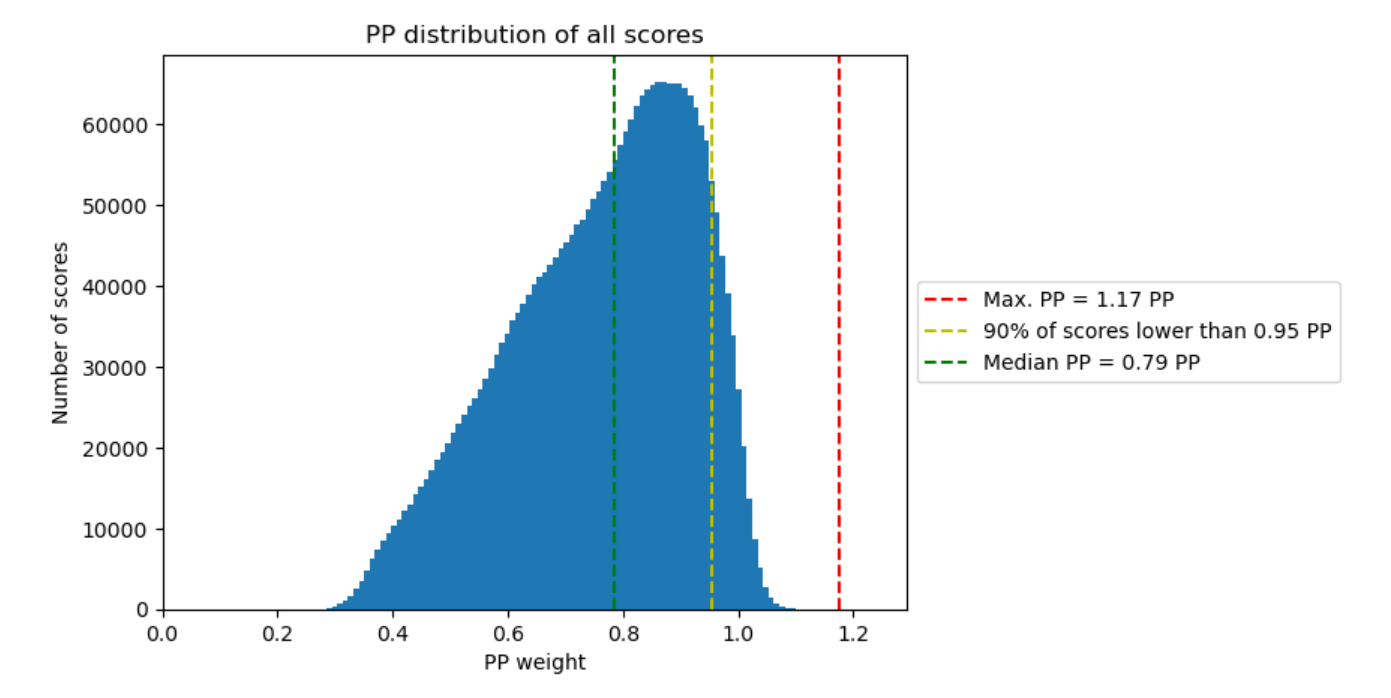 PP distribution of all scores
60000
50000
40000
30000
20000
10000
0
Number of scores
0.0 0.2 0.4 0.6 0.8 1.0 1.2
PP weight
Max. PP = 1.17 PP
90% of scores lower than 0.95 PP
Median PP = 0.79 PP